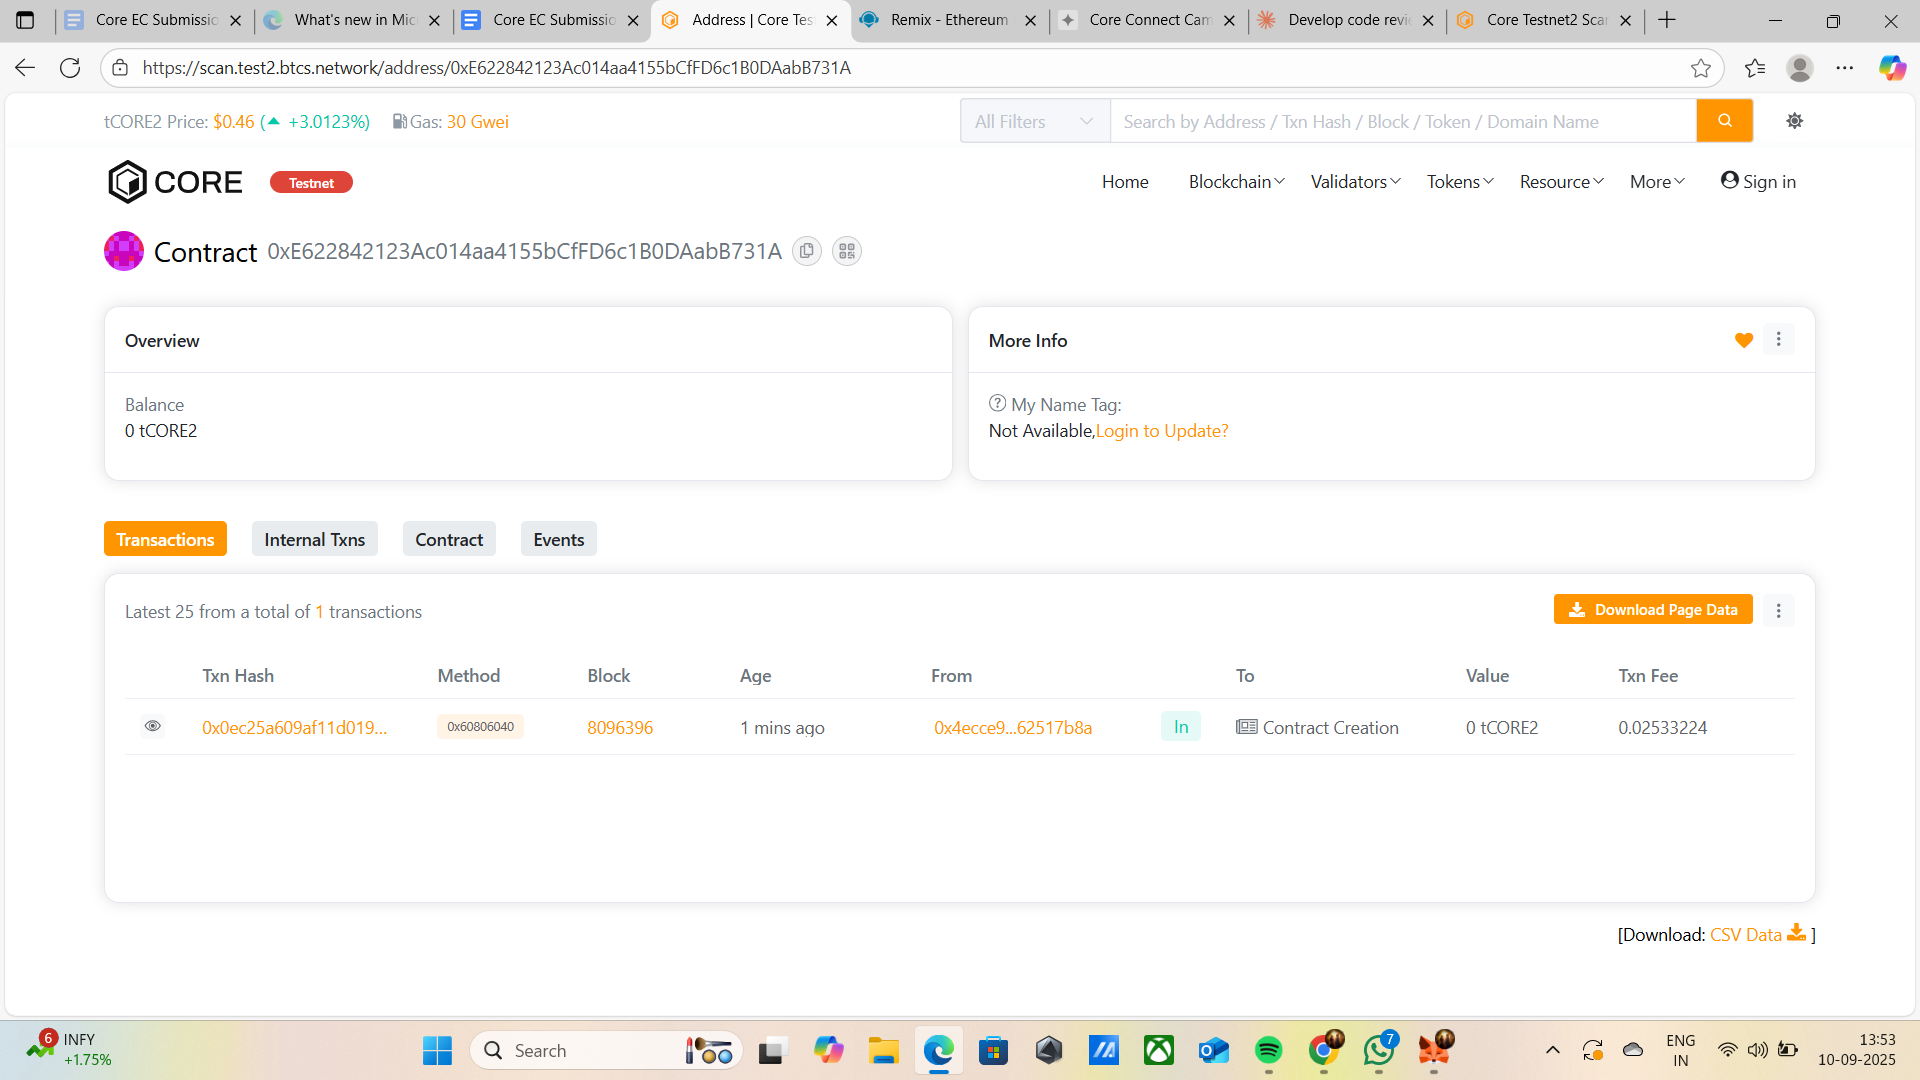 Core EC Submissio
What's new in Mic
Core EC Submissio
Address | Core Tes
Remix - Ethereum
Core Connect Cam
Develop code revi
Core Testnet2 Scan
https://scan.test2.btcs.network/address/0xE622842123Ac014aa4155bCfFD6c1B0DAabB731A
tCORE2 Price: $0.46 (▲ +3.0123%) Gas: 30 Gwei
All Filters
Search by Address / Txn Hash / Block / Token / Domain Name
CORE
Testnet
Home Blockchain Validators Tokens Resource More Sign in
Contract 0xE622842123Ac014aa4155bCfFD6c1B0DAabB731A
Overview
Balance
0 tCORE2
More Info
My Name Tag:
Not Available,Login to Update?
Transactions Internal Txns Contract Events
Latest 25 from a total of 1 transactions
Download Page Data
Txn Hash Method Block Age From To Value Txn Fee
0x0ec25a609af11d019... 0x60806040 8096396 1 mins ago 0x4ecce9...62517b8a In Contract Creation 0 tCORE2 0.02533224
[Download: CSV Data ]
6
INFY
+1.75%
Search
7
ENG
IN
13:53
10-09-2025